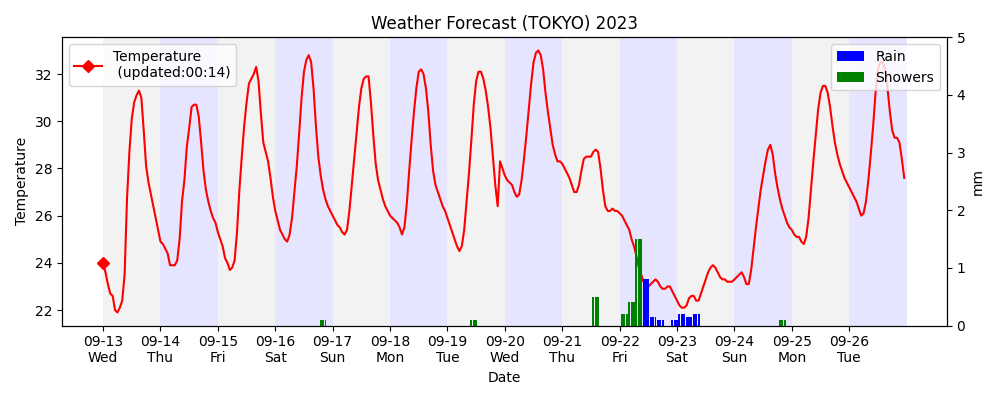 Weather Forecast (TOKYO) 2023
Temperature
(updated:00:14)
Rain
Showers
Temperature
32
30
28
26
24
22
5
4
3
2
1
0
mm
09-13 09-14 09-15 09-16 09-17 09-18 09-19 09-20 09-21 09-22 09-23 09-24 09-25 09-26
Wed Thu Fri Sat Sun Mon Tue Wed Thu Fri Sat Sun Mon Tue
Date